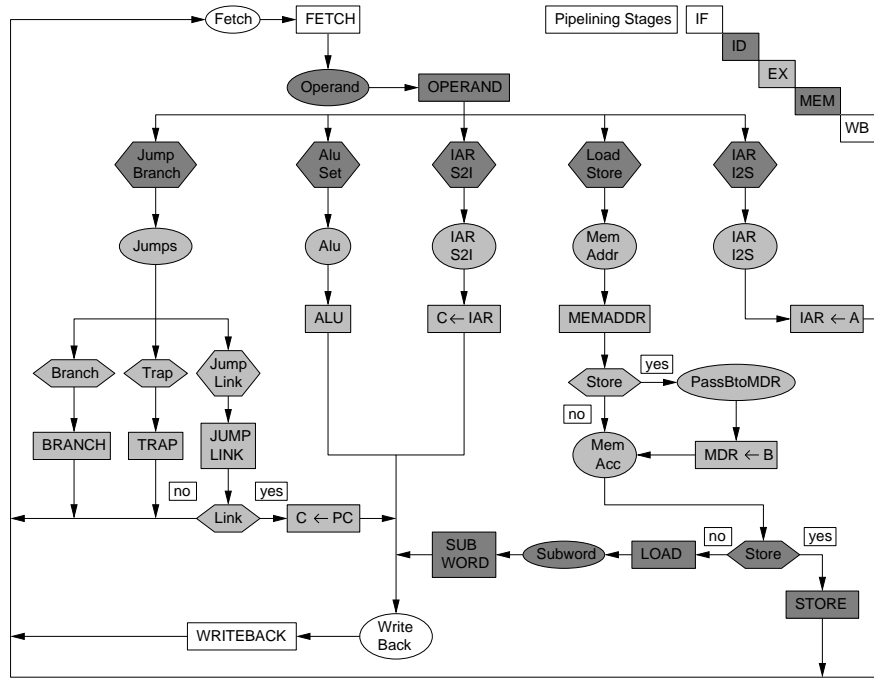 Fetch
FETCH
Pipelining Stages
IF
ID
EX
MEM
WB
Operand
OPERAND
Jump
Branch
Alu
Set
IAR
S2I
Load
Store
IAR
I2S
Jumps
Alu
IAR
S2I
Mem
Addr
IAR
I2S
ALU
C ← IAR
MEMADDR
IAR ← A
Branch
Trap
Jump
Link
Store
yes
PassBtoMDR
no
BRANCH
TRAP
JUMP
LINK
Mem
Acc
MDR ← B
no
yes
Link
C ← PC
SUB
WORD
Subword
LOAD
no
Store
yes
STORE
WRITEBACK
Write
Back